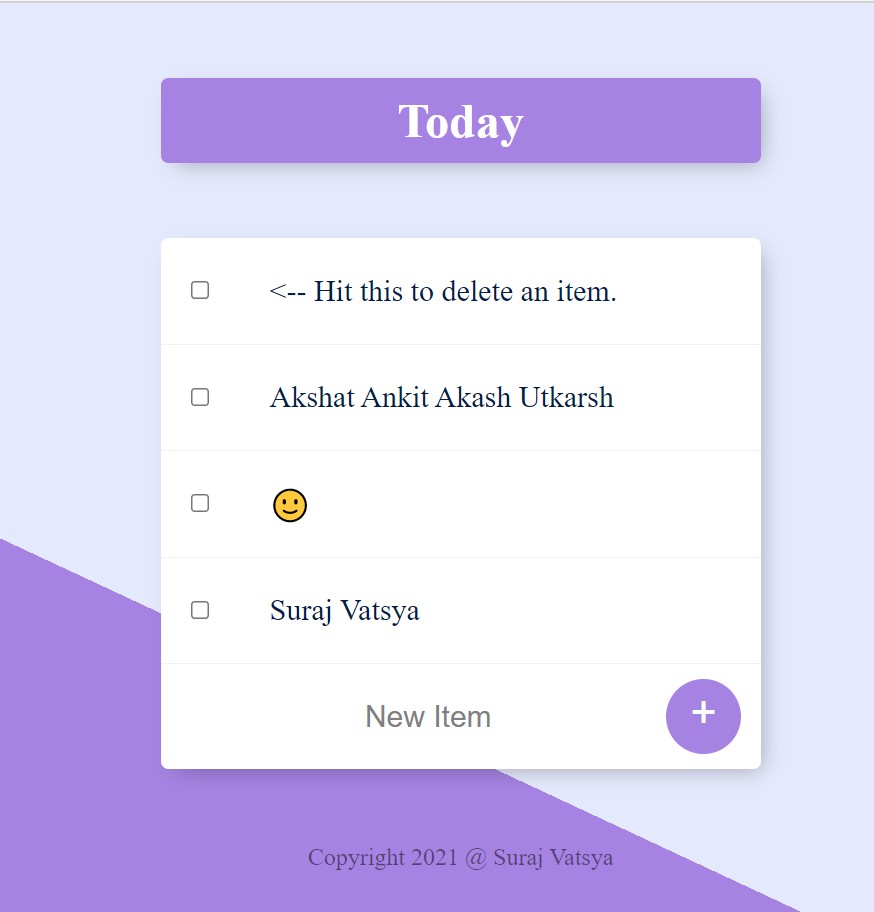 Today
<-- Hit this to delete an item.
Akshat Ankit Akash Utkarsh
🙂
Suraj Vatsya
New Item
+
Copyright 2021 @ Suraj Vatsya